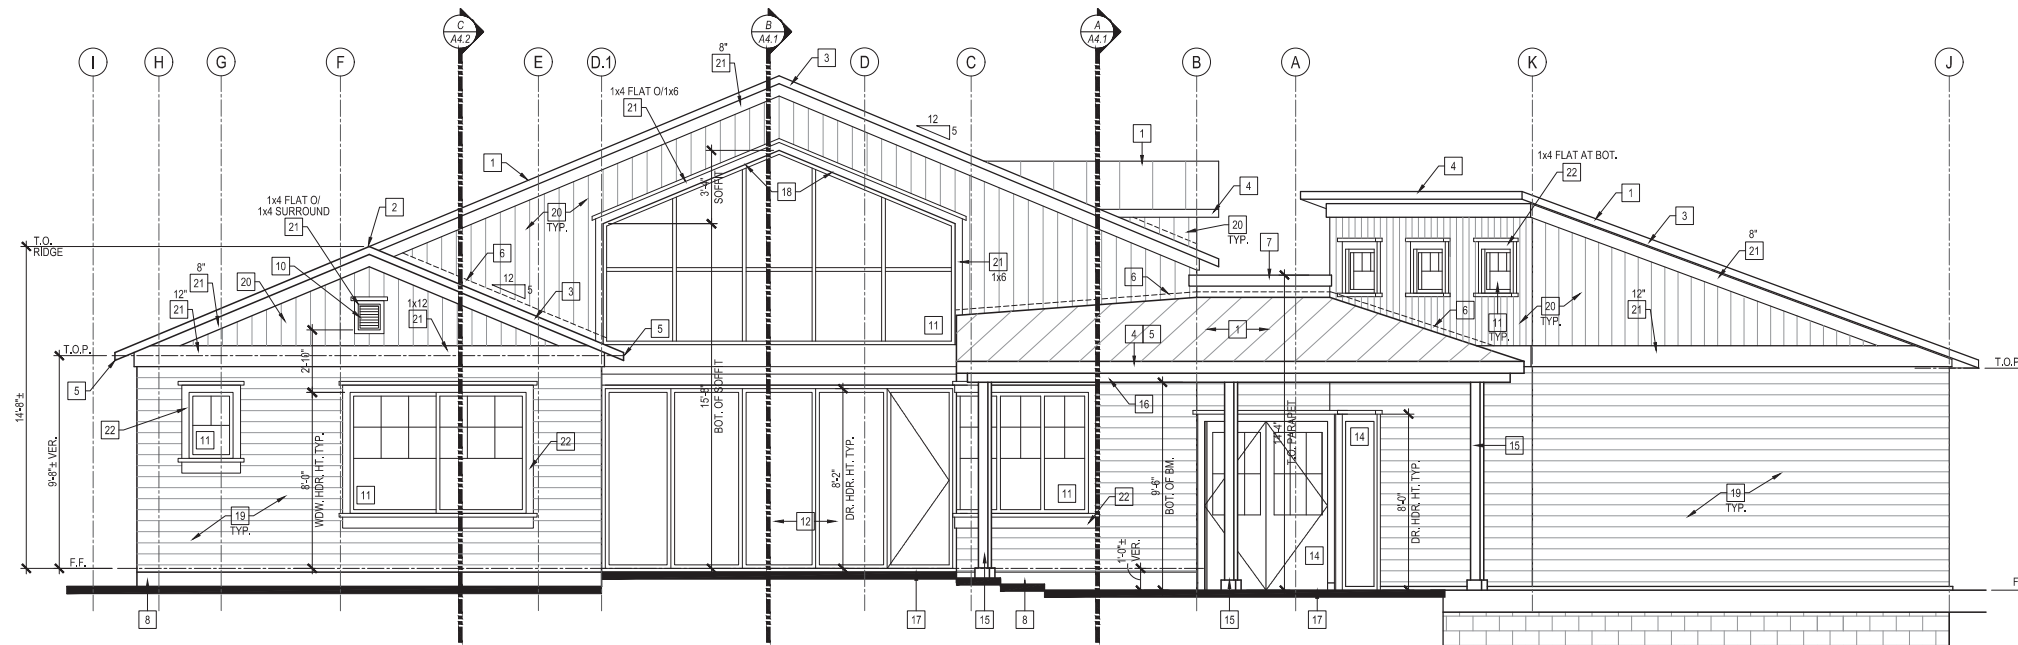 C
A4.2
B
A4.1
A
A4.1
I
H
G
F
E
D.1
D
C
B
A
K
J
8"
21
3
1x4 FLAT O/1x6
21
12
5
1
1
4
1x4 FLAT AT BOT.
22
4
1
3
8"
21
1x4 FLAT O/
1x4 SURROUND
21
2
3'-4"
SOFFIT
18
20
TYP.
20
TYP.
T.O.
RIDGE
6
12
5
7
21
1x6
6
10
8"
21
20
12"
21
1x12
21
3
12"
21
20
TYP.
11
TYP.
6
T.O.P.
5
2'-10"
5
11
1
4
5
T.O.P.
14'-8"±
9'-8"± VER.
15'-8"
BOT. OF SOFFIT
16
14'-4"
T.O. PARAPET
22
11
22
14
15
8'-0"
WDW. HDR. HT. TYP.
8'-2"
DR. HDR. HT. TYP.
9'-6"
BOT. OF BM.
8'-0"
DR. HDR. HT. TYP.
11
11
22
19
TYP.
12
19
TYP.
1'-0"±
VER.
14
F.F.
F
8
17
15
8
15
17